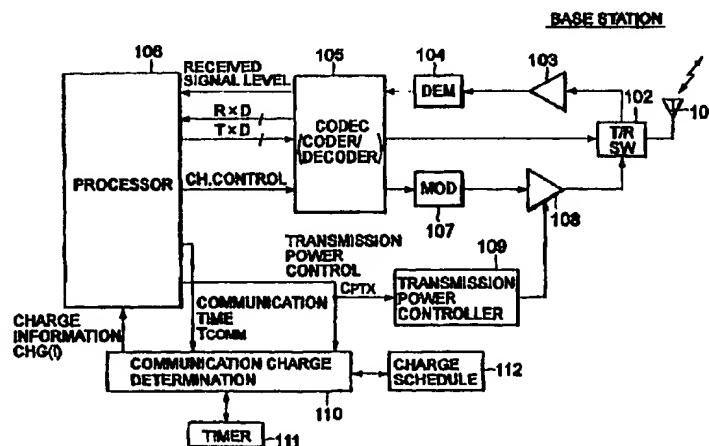 BASE STATION
106
RECEIVED
SIGNAL LEVEL
105
104
103
102
10
DEM
T/R
SW
R×D
T×D
CODEC
(CODER/
DECODER)
PROCESSOR
CH.CONTROL
MOD
107
108
TRANSMISSION
POWER
CONTROL
109
CPTX
TRANSMISSION
POWER
CONTROLLER
COMMUNICATION
TIME
TCOMM
CHARGE
INFORMATION
CHG(t)
COMMUNICATION CHARGE
DETERMINATION
CHARGE
SCHEDULE
112
110
TIMER
111